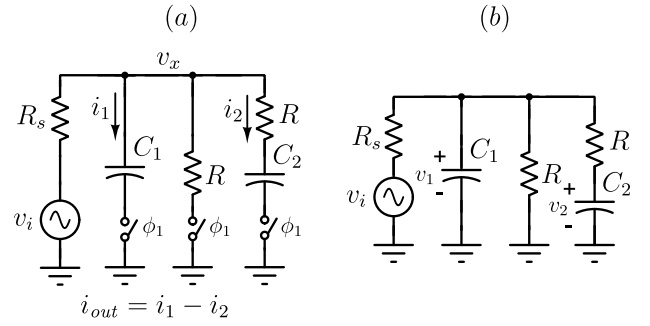 (a)
(b)
v_x
R_s
i_1
C_1
i_2
R
R
C_2
v_i
ϕ_1
ϕ_1
ϕ_1
i_out = i_1 − i_2
R_s
+
v_1
-
C_1
R
R
C_2
v_i
+
v_2
-